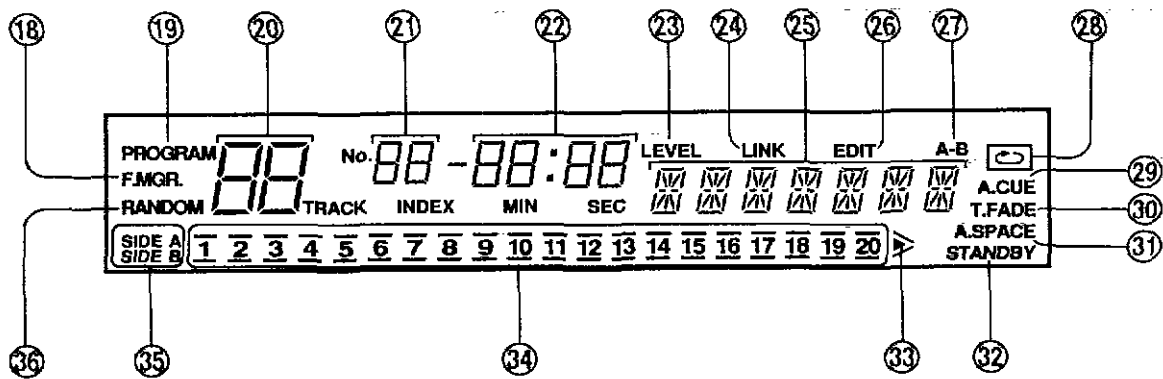 18 19 20 21 22 23 24 25 26 27 28
PROGRAM No. 88 - 88:88 LEVEL LINK EDIT A-B
F.MGR. 88
RANDOM TRACK INDEX MIN SEC
A.CUE 29
T.FADE 30
A.SPACE 31
STANDBY
SIDE A
SIDE B
1 2 3 4 5 6 7 8 9 10 11 12 13 14 15 16 17 18 19 20
36 35 34 33 32